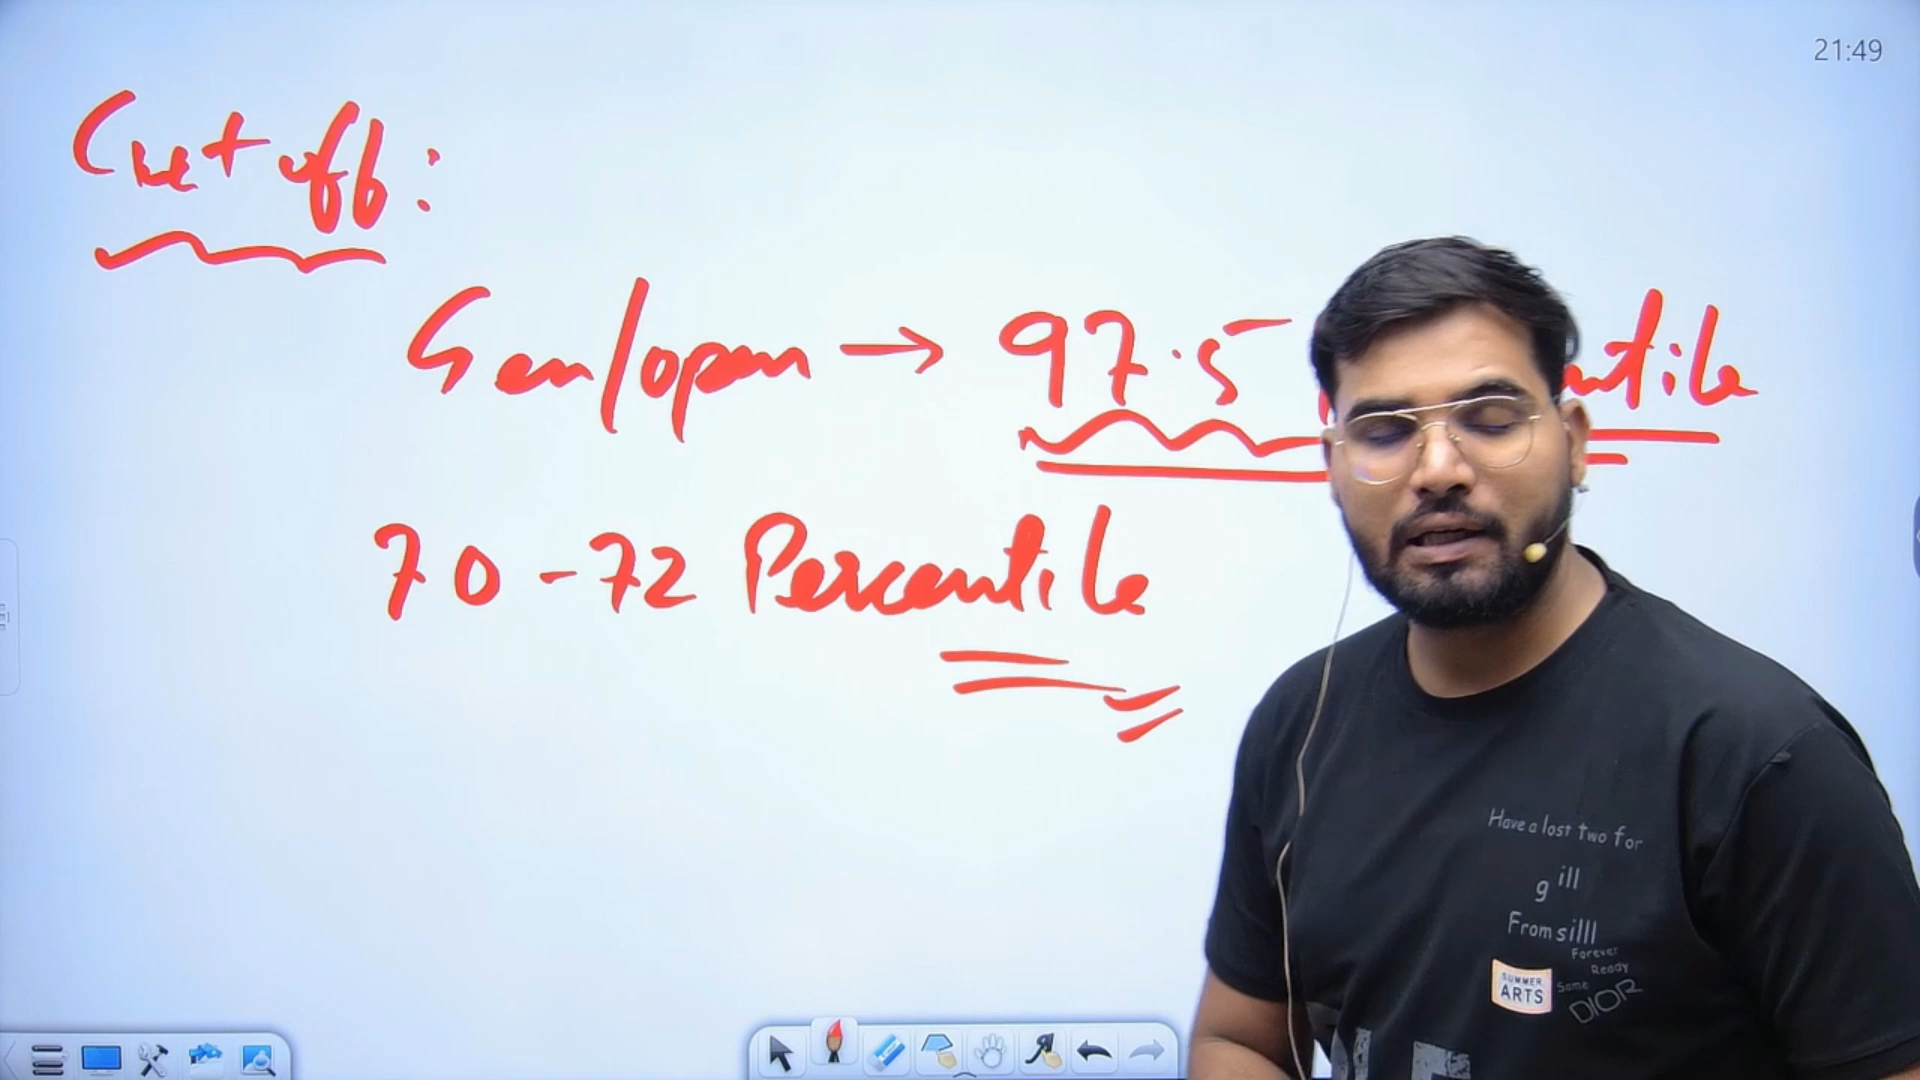 21:49
Cut off:
Gen/open → 97.5
70 - 72 Percentile
Have a lost two for
g ill
From silll
Forever
Ready
Same
DIOR
SUMMER
ARTS